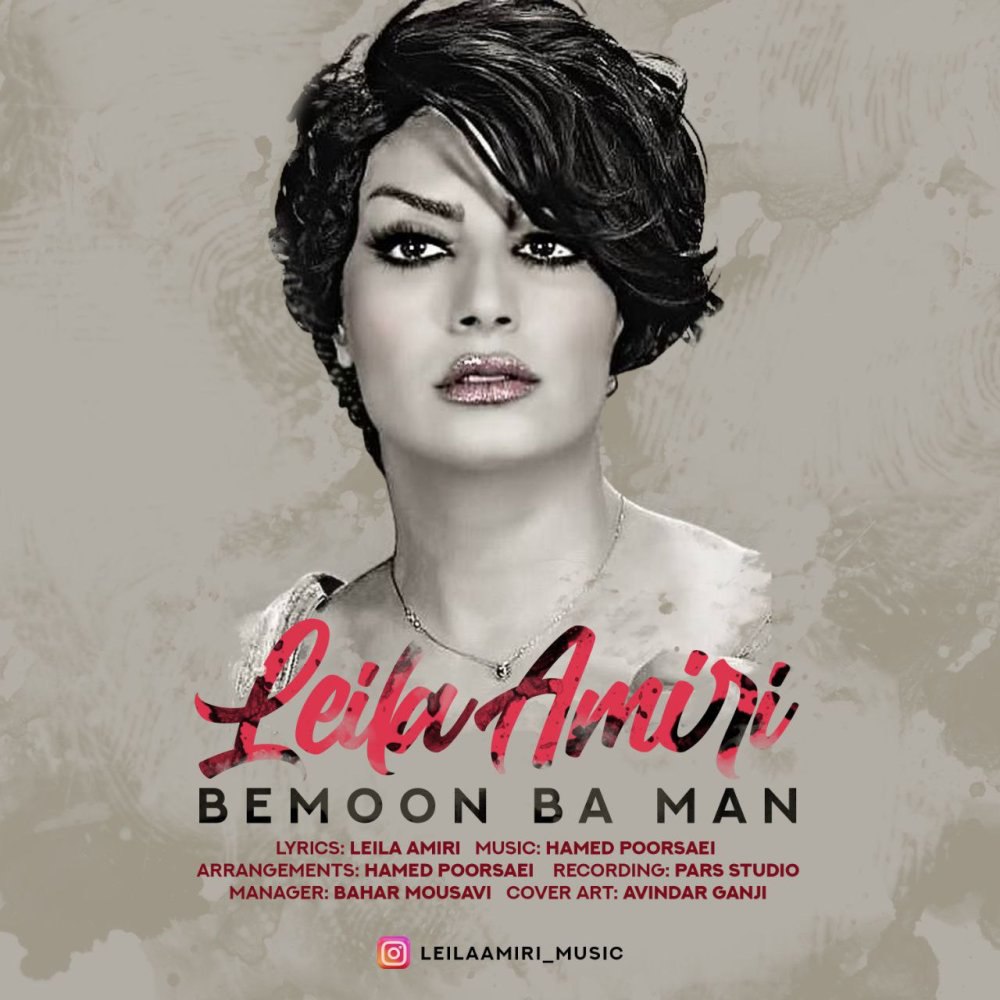 Leila Amiri
BEMOON BA MAN
LYRICS: LEILA AMIRI MUSIC: HAMED POORSAEI
ARRANGEMENTS: HAMED POORSAEI RECORDING: PARS STUDIO
MANAGER: BAHAR MOUSAVI COVER ART: AVINDAR GANJI
LEILAAMIRI_MUSIC